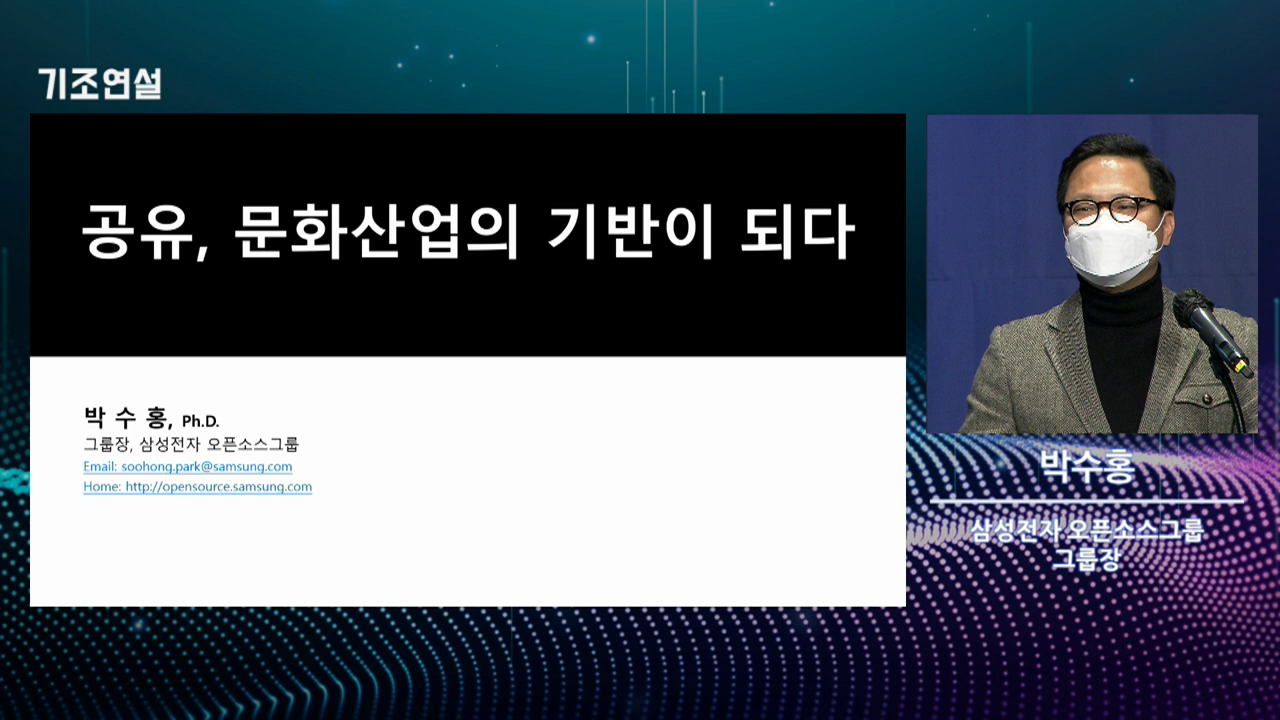 기조연설
공유, 문화산업의 기반이 되다
박 수 홍, Ph.D.
그룹장, 삼성전자 오픈소스그룹
Email: soohong.park@samsung.com
Home: http://opensource.samsung.com
박수홍
삼성전자 오픈소스그룹
그룹장